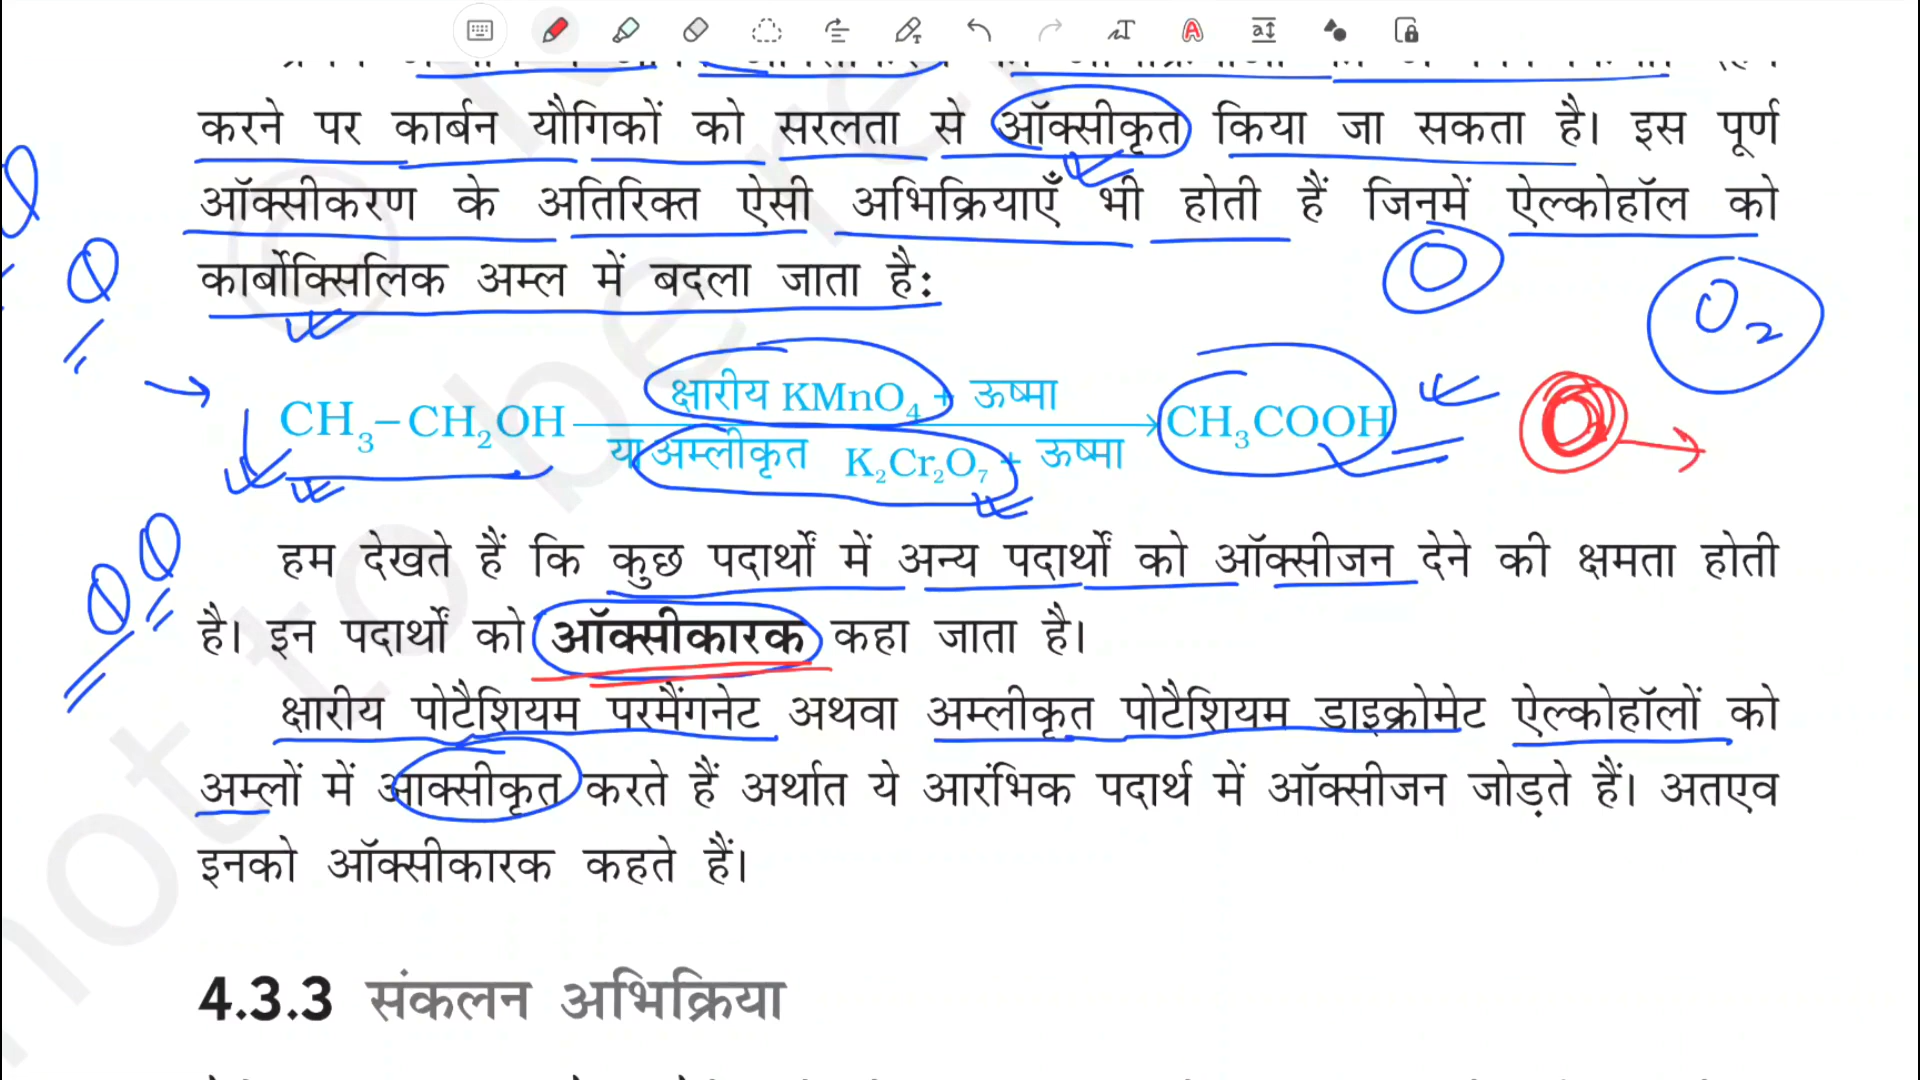 करने पर कार्बन यौगिकों को सरलता से ऑक्सीकृत किया जा सकता है। इस पूर्ण
ऑक्सीकरण के अतिरिक्त ऐसी अभिक्रियाएँ भी होती हैं जिनमें ऐल्कोहॉल को
कार्बोक्सिलिक अम्ल में बदला जाता है:
O
O₂
क्षारीय KMnO₄ + ऊष्मा
CH₃–CH₂OH → CH₃COOH
या अम्लीकृत K₂Cr₂O₇ + ऊष्मा
हम देखते हैं कि कुछ पदार्थों में अन्य पदार्थों को ऑक्सीजन देने की क्षमता होती
है। इन पदार्थों को ऑक्सीकारक कहा जाता है।
क्षारीय पोटैशियम परमैंगनेट अथवा अम्लीकृत पोटैशियम डाइक्रोमेट ऐल्कोहॉलों को
अम्लों में आक्सीकृत करते हैं अर्थात ये आरंभिक पदार्थ में ऑक्सीजन जोड़ते हैं। अतएव
इनको ऑक्सीकारक कहते हैं।
4.3.3 संकलन अभिक्रिया